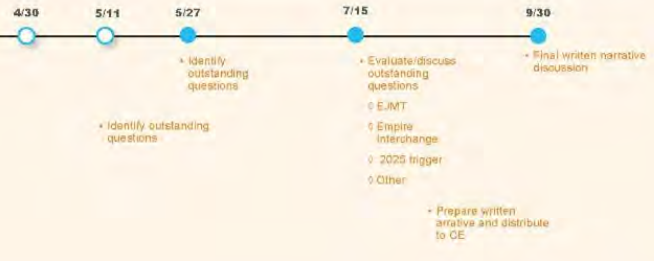 4/30 5/11 5/27 7/15 9/30
• Identify
outstanding
questions
• Identify outstanding
questions
• Evaluate/discuss
outstanding
questions
◊ EJMT
◊ Empire
interchange
◊ 2025 trigger
◊ Other
• Prepare written
arrative and distribute
to CE
• Final written narrative
discussion